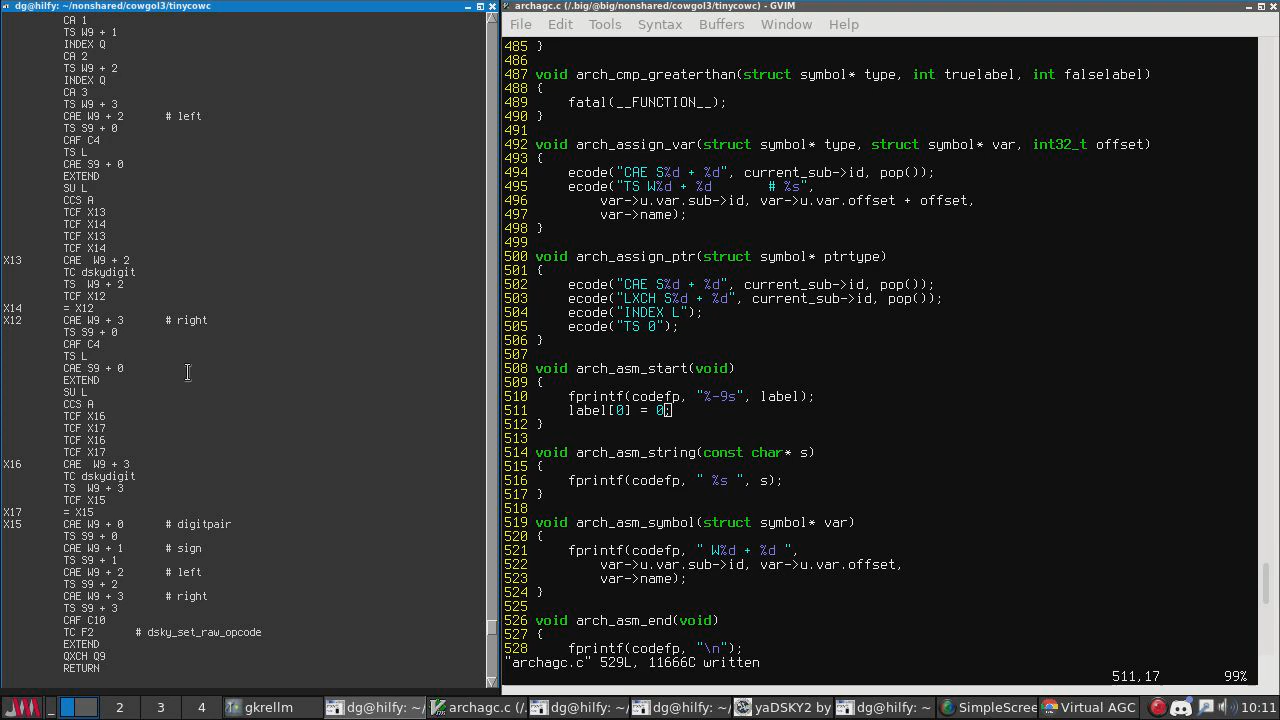 dg@hilfy: ~/nonshared/cowgol3/tinycowc
CA 1
TS W9 + 1
INDEX Q
CA 2
TS W9 + 2
INDEX Q
CA 3
TS W9 + 3
CAE W9 + 2 # left
TS S9 + 0
CAF C4
TS L
CAE S9 + 0
EXTEND
SU L
CCS A
TCF X13
TCF X14
TCF X13
TCF X14
X13 CAE W9 + 2
TC dskydigit
TS W9 + 2
TCF X12
X14 = X12
X12 CAE W9 + 3 # right
TS S9 + 0
CAF C4
TS L
CAE S9 + 0
EXTEND
SU L
CCS A
TCF X16
TCF X17
TCF X16
TCF X17
X16 CAE W9 + 3
TC dskydigit
TS W9 + 3
TCF X15
X17 = X15
X15 CAE W9 + 0 # digitpair
TS S9 + 0
CAE W9 + 1 # sign
TS S9 + 1
CAE W9 + 2 # left
TS S9 + 2
CAE W9 + 3 # right
TS S9 + 3
CAF C10
TC F2 # dsky_set_raw_opcode
EXTEND
QXCH Q9
RETURN
archagc.c (/.big/@big/nonshared/cowgol3/tinycowc) - GVIM
File Edit Tools Syntax Buffers Window Help
485 }
486
487 void arch_cmp_greaterthan(struct symbol* type, int truelabel, int falselabel)
488 {
489 fatal(__FUNCTION__);
490 }
491
492 void arch_assign_var(struct symbol* type, struct symbol* var, int32_t offset)
493 {
494 ecode("CAE S%d + %d", current_sub->id, pop());
495 ecode("TS W%d + %d # %s",
496 var->u.var.sub->id, var->u.var.offset + offset,
497 var->name);
498 }
499
500 void arch_assign_ptr(struct symbol* ptrtype)
501 {
502 ecode("CAE S%d + %d", current_sub->id, pop());
503 ecode("LXCH S%d + %d", current_sub->id, pop());
504 ecode("INDEX L");
505 ecode("TS 0");
506 }
507
508 void arch_asm_start(void)
509 {
510 fprintf(codefp, "%-9s", label);
511 label[0] = 0;
512 }
513
514 void arch_asm_string(const char* s)
515 {
516 fprintf(codefp, " %s ", s);
517 }
518
519 void arch_asm_symbol(struct symbol* var)
520 {
521 fprintf(codefp, " W%d + %d ",
522 var->u.var.sub->id, var->u.var.offset,
523 var->name);
524 }
525
526 void arch_asm_end(void)
527 {
528 fprintf(codefp, "\n");
"archagc.c" 529L, 11666C written
511,17 99%
2 3 4 gkrellm dg@hilfy: ~/ archagc.c (/. dg@hilfy: ~/ dg@hilfy: ~/ yaDSKY2 by dg@hilfy: ~ SimpleScree Virtual AGC 10:11